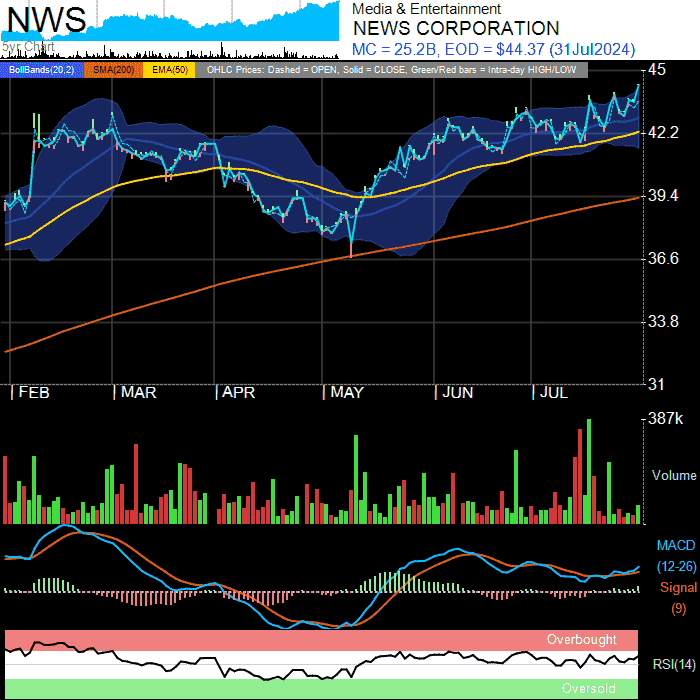 NWS
5yr Chart
Media & Entertainment
NEWS CORPORATION
MC = 25.2B, EOD = $44.37 (31Jul2024)
BollBands(20,2) SMA(200) EMA(50) OHLC Prices: Dashed = OPEN, Solid = CLOSE, Green/Red bars = Intra-day HIGH/LOW
45
42.2
39.4
36.6
33.8
31
FEB MAR APR MAY JUN JUL
387k
Volume
MACD
(12-26)
Signal
(9)
Overbought
RSI(14)
Oversold